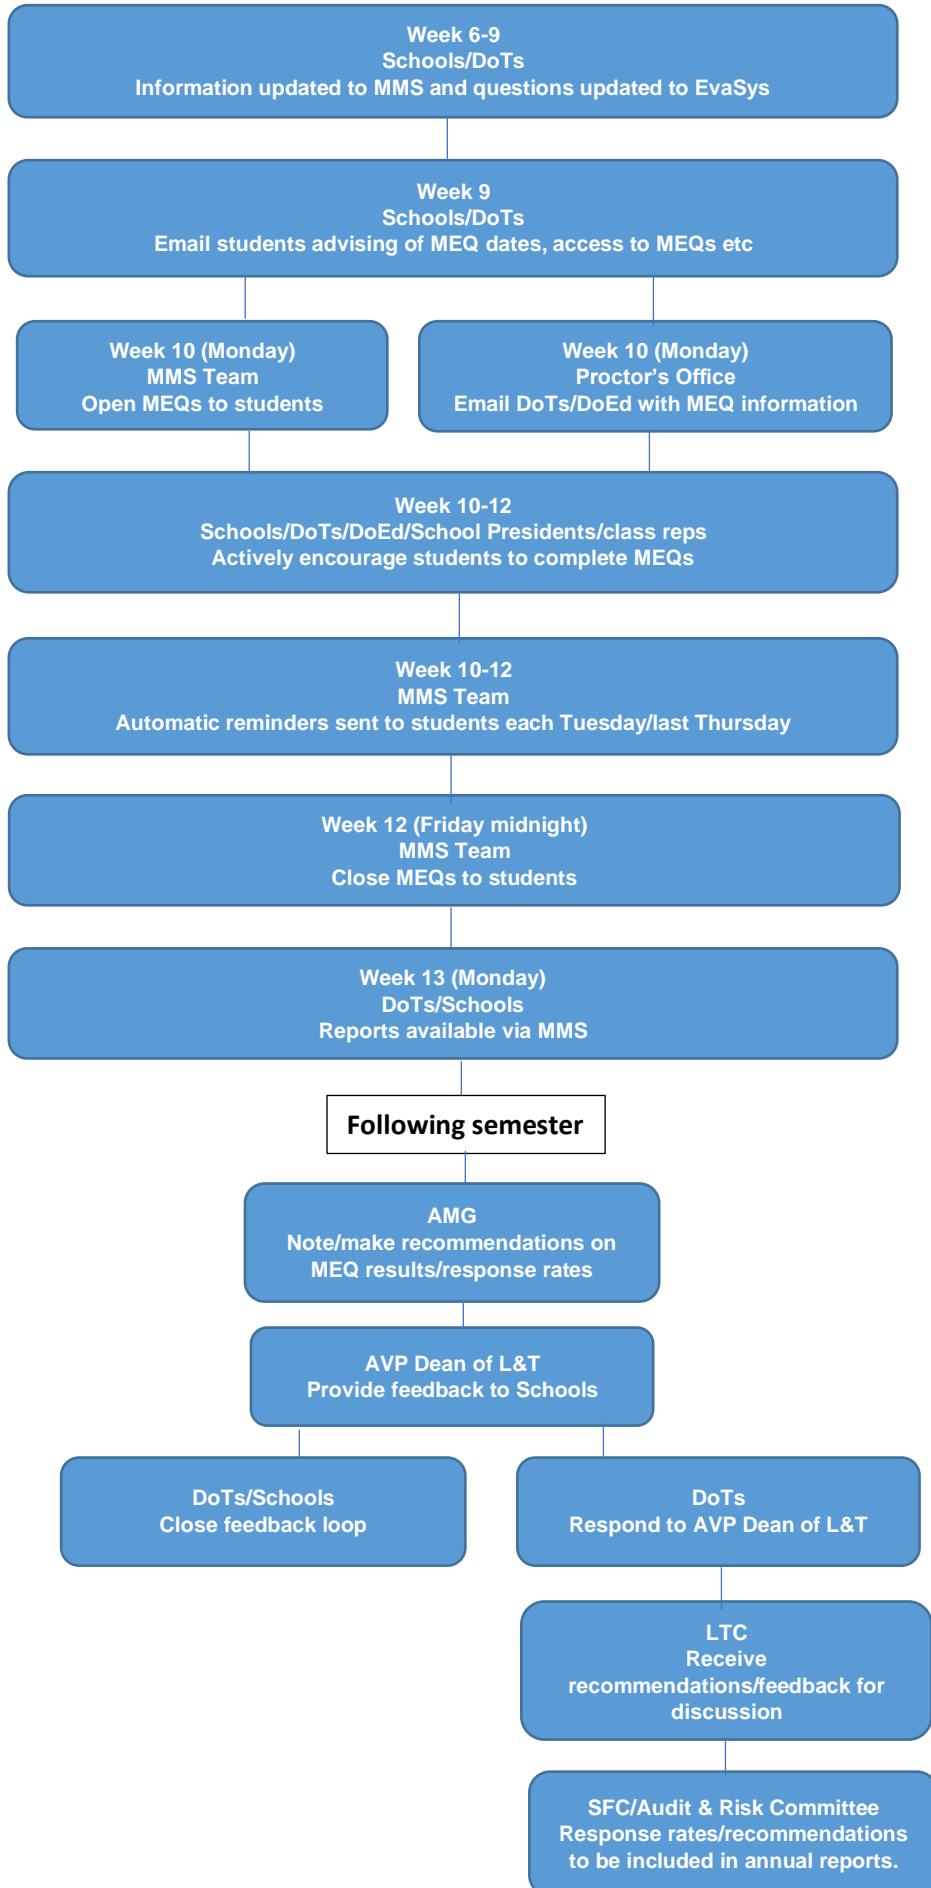 Week 6-9
Schools/DoTs
Information updated to MMS and questions updated to EvaSys
Week 9
Schools/DoTs
Email students advising of MEQ dates, access to MEQs etc
Week 10 (Monday)
MMS Team
Open MEQs to students
Week 10 (Monday)
Proctor’s Office
Email DoTs/DoEd with MEQ information
Week 10-12
Schools/DoTs/DoEd/School Presidents/class reps
Actively encourage students to complete MEQs
Week 10-12
MMS Team
Automatic reminders sent to students each Tuesday/last Thursday
Week 12 (Friday midnight)
MMS Team
Close MEQs to students
Week 13 (Monday)
DoTs/Schools
Reports available via MMS
Following semester
AMG
Note/make recommendations on
MEQ results/response rates
AVP Dean of L&T
Provide feedback to Schools
DoTs/Schools
Close feedback loop
DoTs
Respond to AVP Dean of L&T
LTC
Receive
recommendations/feedback for
discussion
SFC/Audit & Risk Committee
Response rates/recommendations
to be included in annual reports.